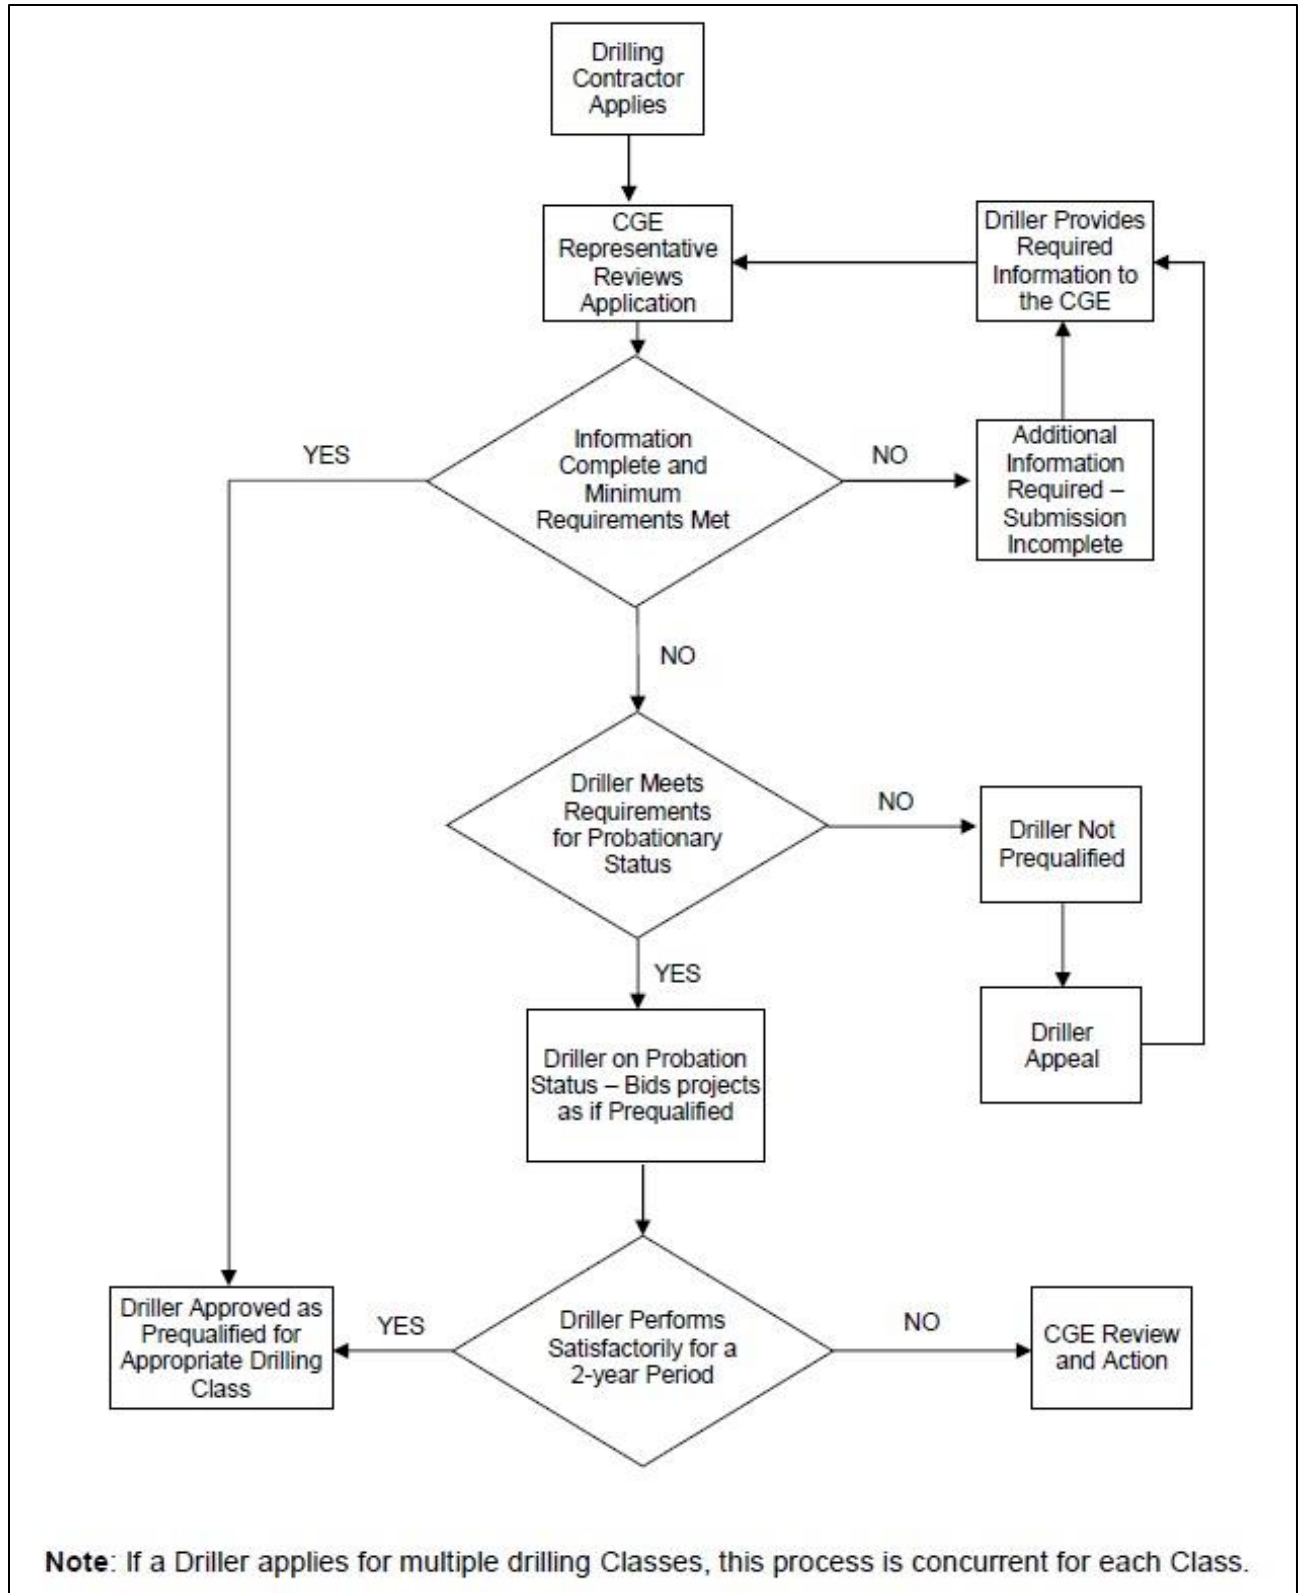 Drilling
Contractor
Applies
CGE
Representative
Reviews
Application
Driller Provides
Required
Information to
the CGE
YES
Information
Complete and
Minimum
Requirements Met
NO
Additional
Information
Required –
Submission
Incomplete
NO
Driller Meets
Requirements
for Probationary
Status
NO
Driller Not
Prequalified
YES
Driller
Appeal
Driller on Probation
Status – Bids projects
as if Prequalified
Driller Approved as
Prequalified for
Appropriate Drilling
Class
YES
Driller Performs
Satisfactorily for a
2-year Period
NO
CGE Review
and Action
Note: If a Driller applies for multiple drilling Classes, this process is concurrent for each Class.